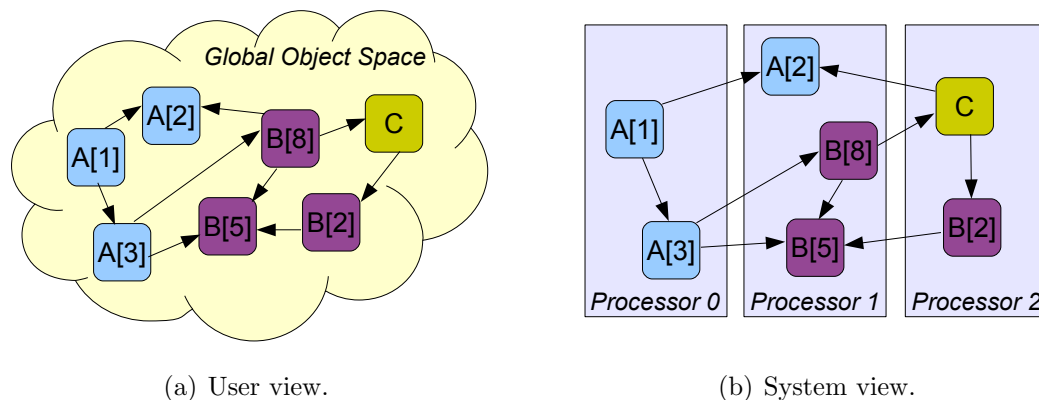 Global Object Space
A[2]
B[8]
C
A[1]
B[5]
B[2]
A[3]
(a) User view.
A[2]
C
A[1]
B[8]
B[2]
A[3]
B[5]
Processor 0
Processor 1
Processor 2
(b) System view.